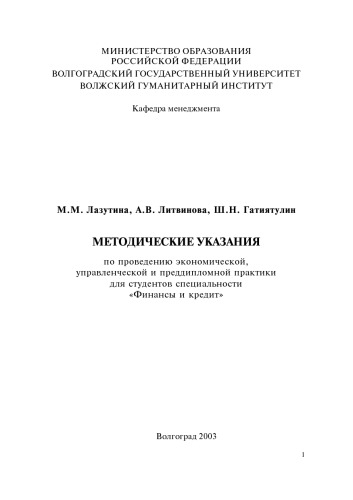 МИНИСТЕРСТВО ОБРАЗОВАНИЯ
РОССИЙСКОЙ ФЕДЕРАЦИИ
ВОЛГОГРАДСКИЙ ГОСУДАРСТВЕННЫЙ УНИВЕРСИТЕТ
ВОЛЖСКИЙ ГУМАНИТАРНЫЙ ИНСТИТУТ
Кафедра менеджмента
М.М. Лазутина, А.В. Литвинова, Ш.Н. Гатиятулин
МЕТОДИЧЕСКИЕ УКАЗАНИЯ
по проведению экономической,
управленческой и преддипломной практики
для студентов специальности
«Финансы и кредит»
Волгоград 2003
1